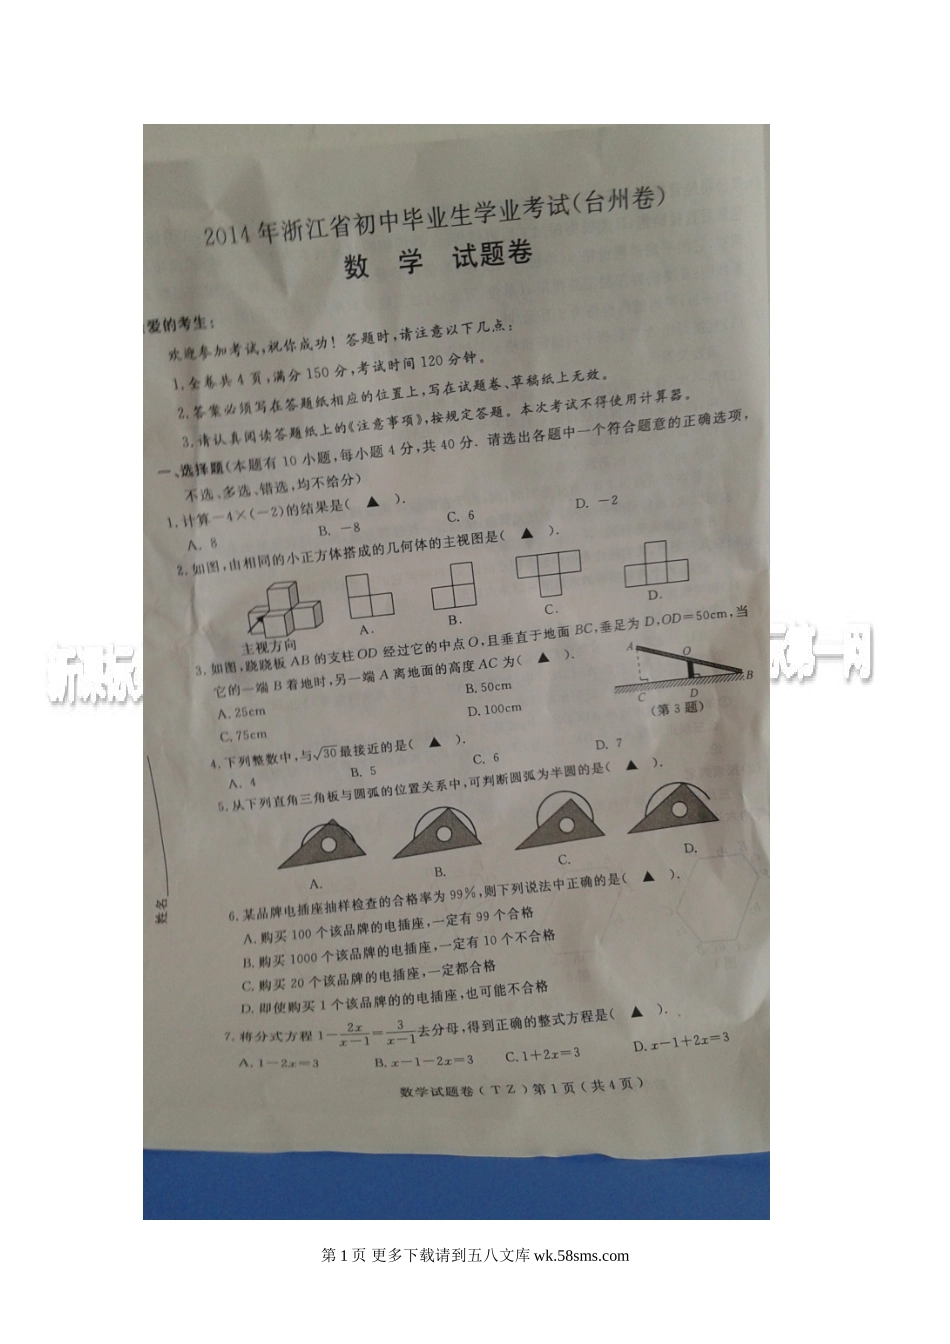 2014年浙江省初中毕业生学业考试(台州卷)
数 学 试题卷
爱的考生:
欢迎参加考试,祝你成功! 答题时,请注意以下几点:
1.全卷共4页,满分150分,考试时间120分钟。
2.答案必须写在答题纸相应的位置上,写在试题卷、草稿纸上无效。
3.请认真阅读答题纸上的《注意事项》,按规定答题。本次考试不得使用计算器。
一、选择题(本题有10小题,每小题4分,共40分. 请选出各题中一个符合题意的正确选项,
不选、多选、错选,均不给分)
1.计算-4×(-2)的结果是( ▲ ).
A. 8 B. -8 C. 6 D. -2
2.如图,由相同的小正方体搭成的几何体的主视图是( ▲ ).
主视方向 A. B. C. D.
3.如图,跷跷板AB的支柱OD经过它的中点O,且垂直于地面BC,垂足为D,OD=50cm,当
它的一端B着地时,另一端A离地面的高度AC为( ▲ ).
A.25cm B.50cm
C.75cm D.100cm
A O B C D
(第3题)
4.下列整数中,与√30最接近的是( ▲ ).
A. 4 B. 5 C. 6 D. 7
5.从下列直角三角板与圆弧的位置关系中,可判断圆弧为半圆的是( ▲ ).
A. B. C. D.
6.某品牌电插座抽样检查的合格率为99%,则下列说法中正确的是( ▲ ).
A.购买100个该品牌的电插座,一定有99个合格
B.购买1000个该品牌的电插座,一定有10个不合格
C.购买20个该品牌的电插座,一定都合格
D.即使购买1个该品牌的的电插座,也可能不合格
7.将分式方程1-2x/(x-1)=3/(x-1)去分母,得到正确的整式方程是( ▲ ).
A.1-2x=3 B.x-1-2x=3 C.1+2x=3 D.x-1+2x=3
数学试题卷(TZ)第1页(共4页)
姓名
新课标第一网
第 1 页 更多下载请到五八文库 wk.58sms.com